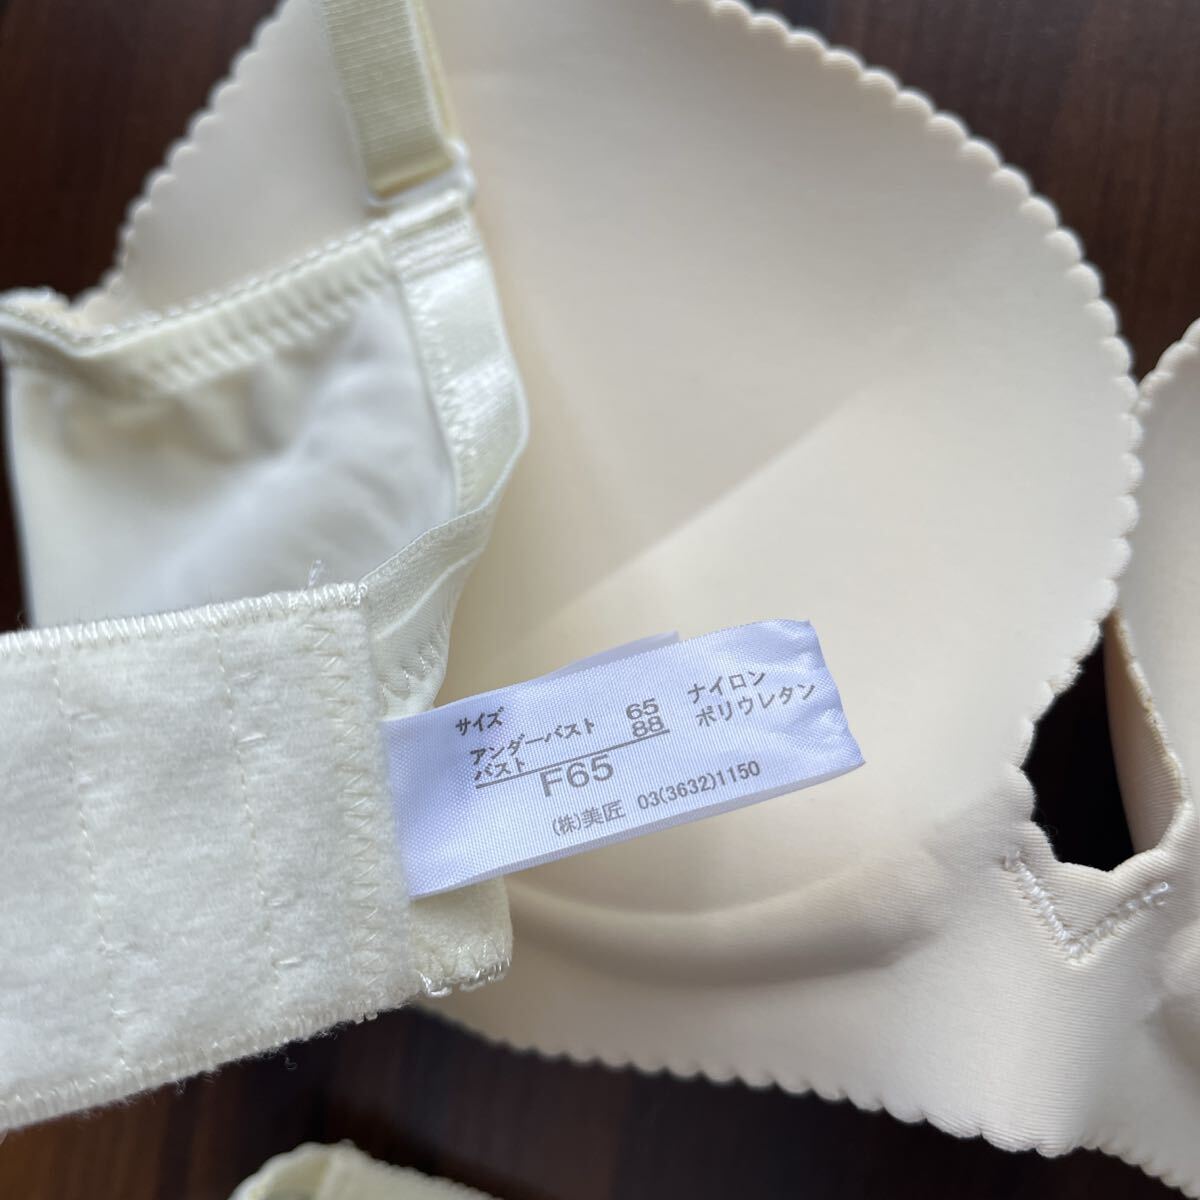 サイズ
アンダーバスト 65 ナイロン
バスト 88 ポリウレタン
F65
(株)美匠 03(3632)1150